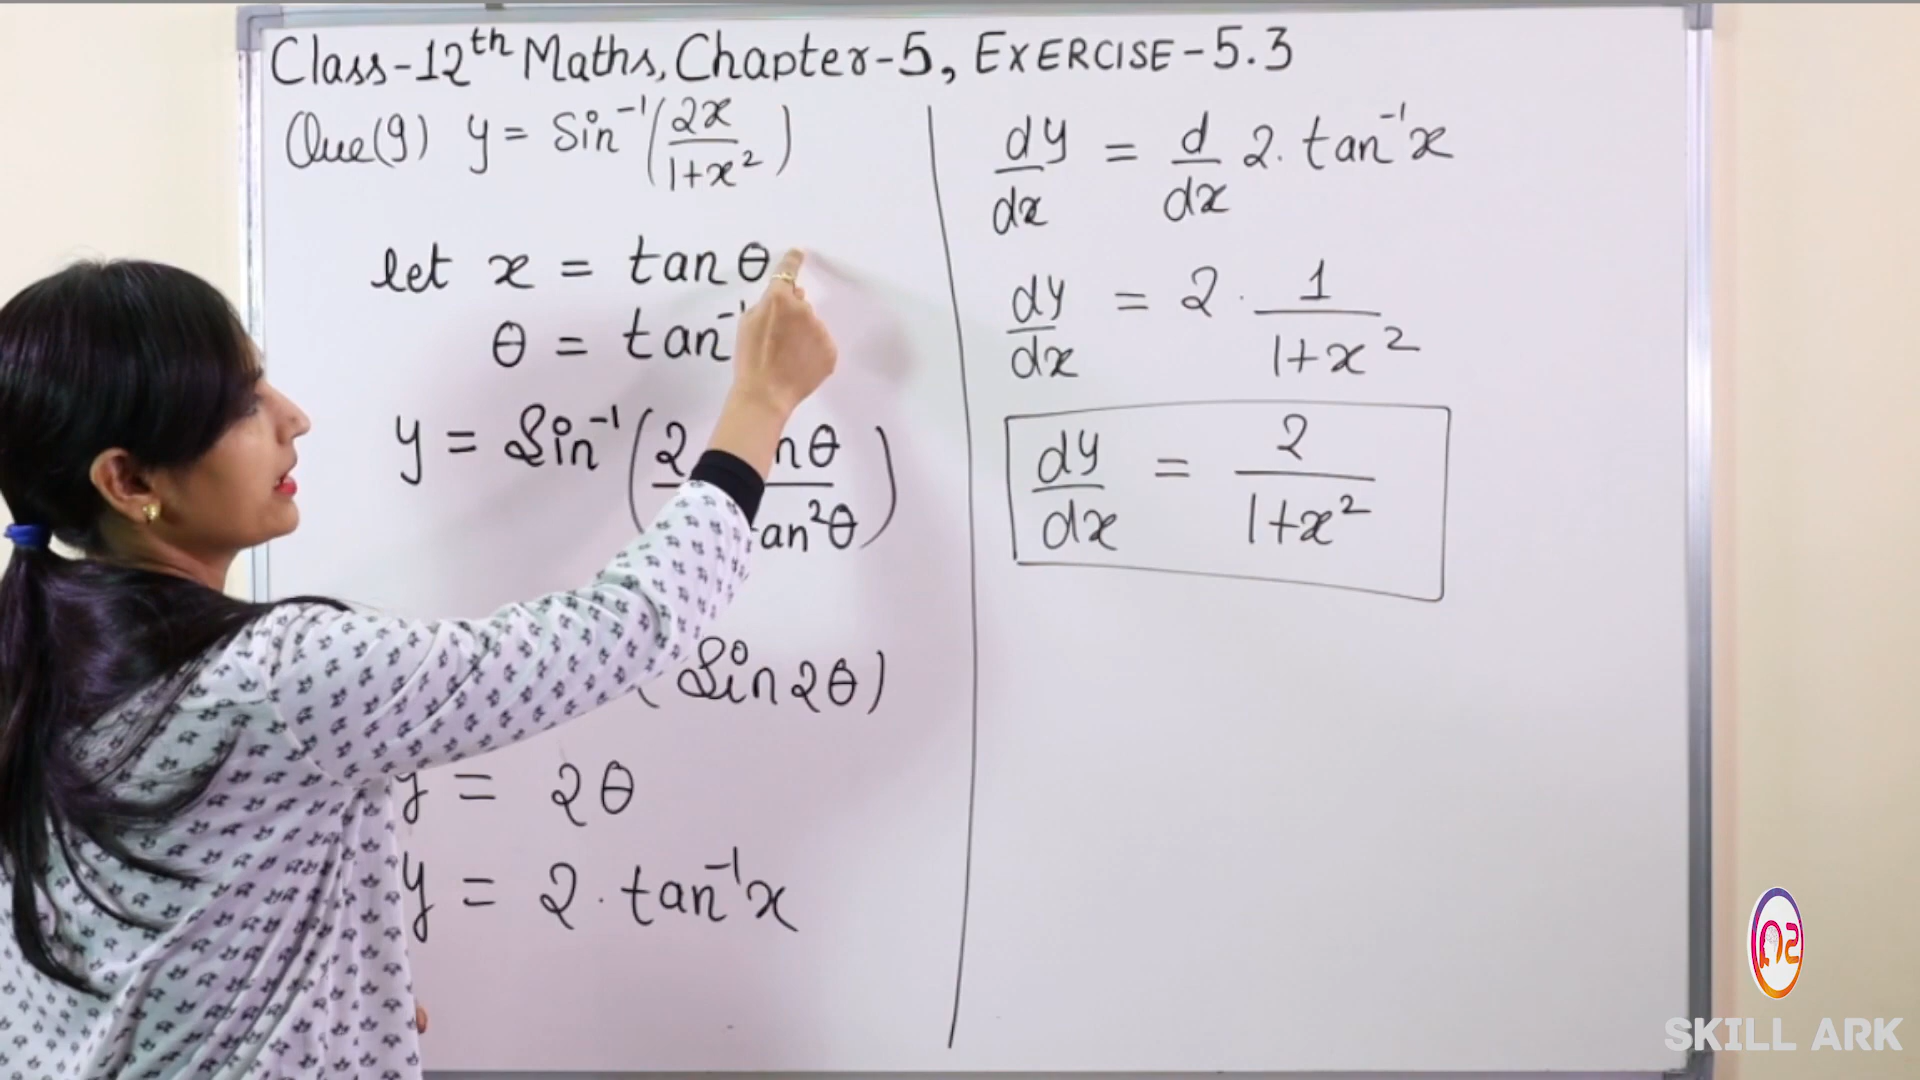 Class-12th Maths, Chapter-5, EXERCISE-5.3
Que(9) y = Sin⁻¹(2x/1+x²)
let x = tanθ
θ = tan⁻¹
y = Sin⁻¹(2 nθ/an²θ)
(Sin2θ)
y = 2θ
y = 2·tan⁻¹x
dy/dx = d/dx 2·tan⁻¹x
dy/dx = 2·1/1+x²
dy/dx = 2/1+x²
SKILL ARK